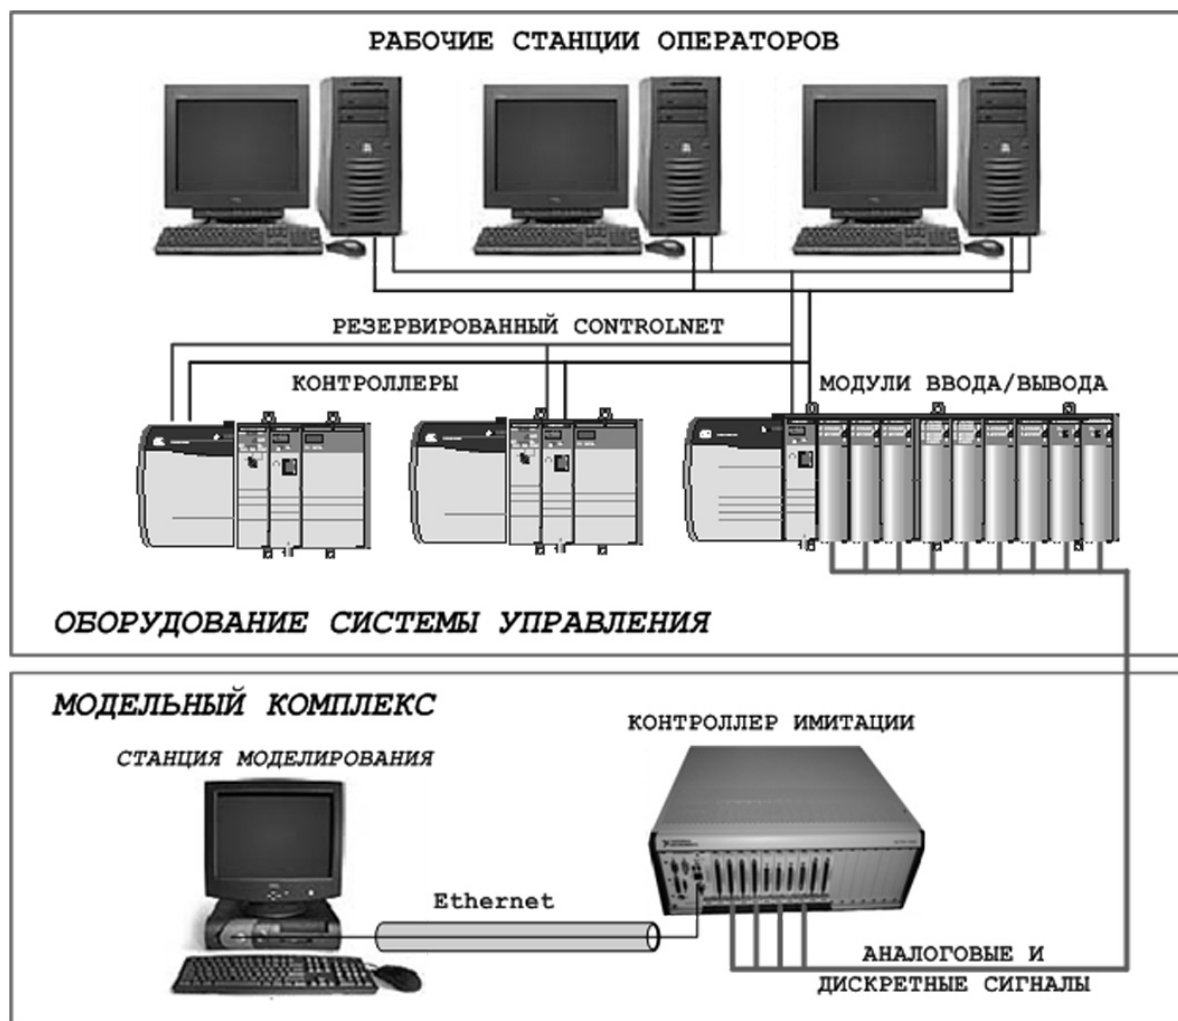 РАБОЧИЕ СТАНЦИИ ОПЕРАТОРОВ
РЕЗЕРВИРОВАННЫЙ CONTROLNET
КОНТРОЛЛЕРЫ
МОДУЛИ ВВОДА/ВЫВОДА
ОБОРУДОВАНИЕ СИСТЕМЫ УПРАВЛЕНИЯ
МОДЕЛЬНЫЙ КОМПЛЕКС
СТАНЦИЯ МОДЕЛИРОВАНИЯ
КОНТРОЛЛЕР ИМИТАЦИИ
Ethernet
АНАЛОГОВЫЕ И
ДИСКРЕТНЫЕ СИГНАЛЫ